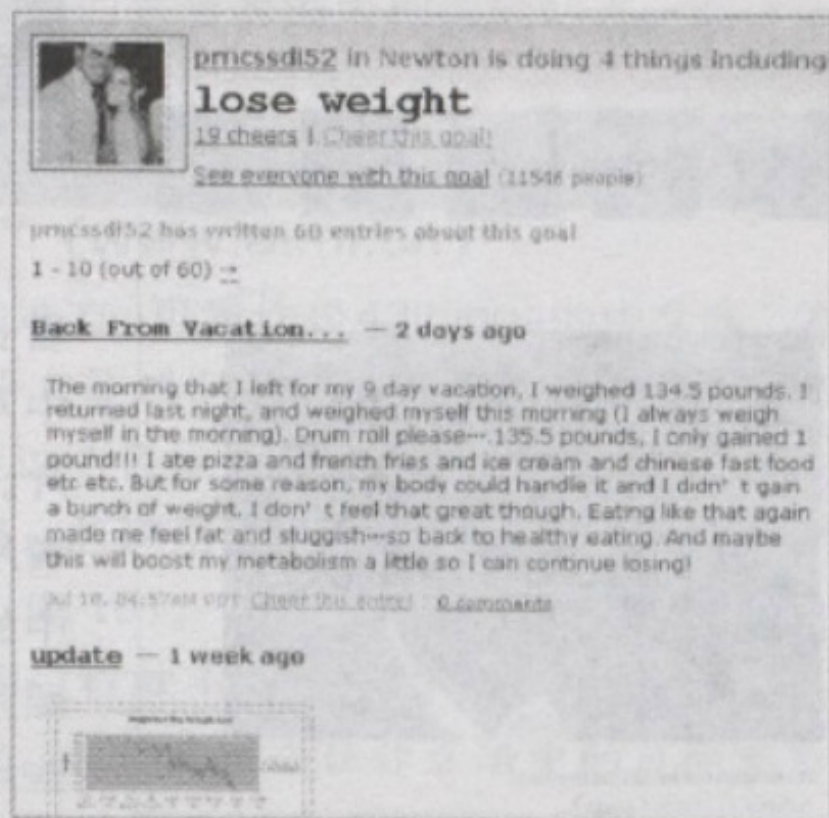 prncssdi52 in Newton is doing 4 things including
lose weight
19 cheers | Cheer this goal!
See everyone with this goal (11546 people)
prncssdi52 has written 60 entries about this goal
1 - 10 (out of 60) →
Back From Vacation... — 2 days ago
The morning that I left for my 9 day vacation, I weighed 134.5 pounds. I
returned last night, and weighed myself this morning (I always weigh
myself in the morning). Drum roll please---.135.5 pounds, I only gained 1
pound!!! I ate pizza and french fries and ice cream and chinese fast food
etc etc. But for some reason, my body could handle it and I didn' t gain
a bunch of weight. I don' t feel that great though. Eating like that again
made me feel fat and sluggish---so back to healthy eating. And maybe
this will boost my metabolism a little so I can continue losing!
Cheer this entry! 0 comments
update — 1 week ago